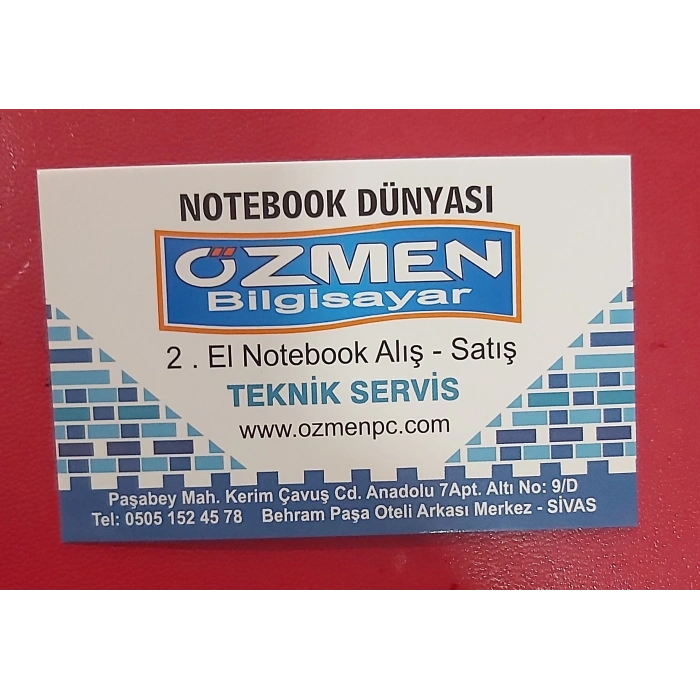 NOTEBOOK DÜNYASI
ÖZMEN
Bilgisayar
2 . El Notebook Alış - Satış
TEKNİK SERVİS
www.ozmenpc.com
Paşabey Mah. Kerim Çavuş Cd. Anadolu 7Apt. Altı No: 9/D
Tel: 0505 152 45 78 Behram Paşa Oteli Arkası Merkez - SİVAS